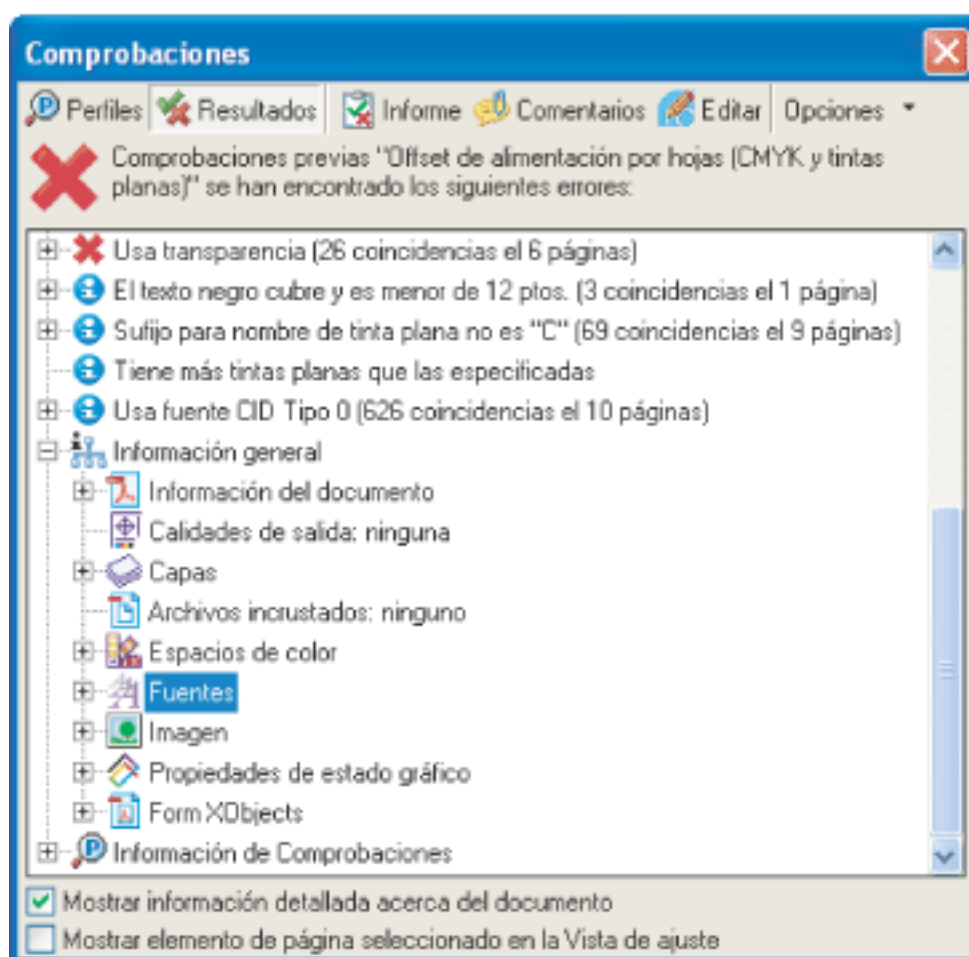 Comprobaciones
Perfiles Resultados Informe Comentarios Editar Opciones
Comprobaciones previas "Offset de alimentación por hojas (CMYK y tintas
planas)" se han encontrado los siguientes errores:
Usa transparencia (26 coincidencias el 6 páginas)
El texto negro cubre y es menor de 12 ptos. (3 coincidencias el 1 página)
Sufijo para nombre de tinta plana no es "C" (69 coincidencias el 9 páginas)
Tiene más tintas planas que las especificadas
Usa fuente CID Tipo 0 (626 coincidencias el 10 páginas)
Información general
Información del documento
Calidades de salida: ninguna
Capas
Archivos incrustados: ninguno
Espacios de color
Fuentes
Imagen
Propiedades de estado gráfico
Form XObjects
Información de Comprobaciones
Mostrar información detallada acerca del documento
Mostrar elemento de página seleccionado en la Vista de ajuste